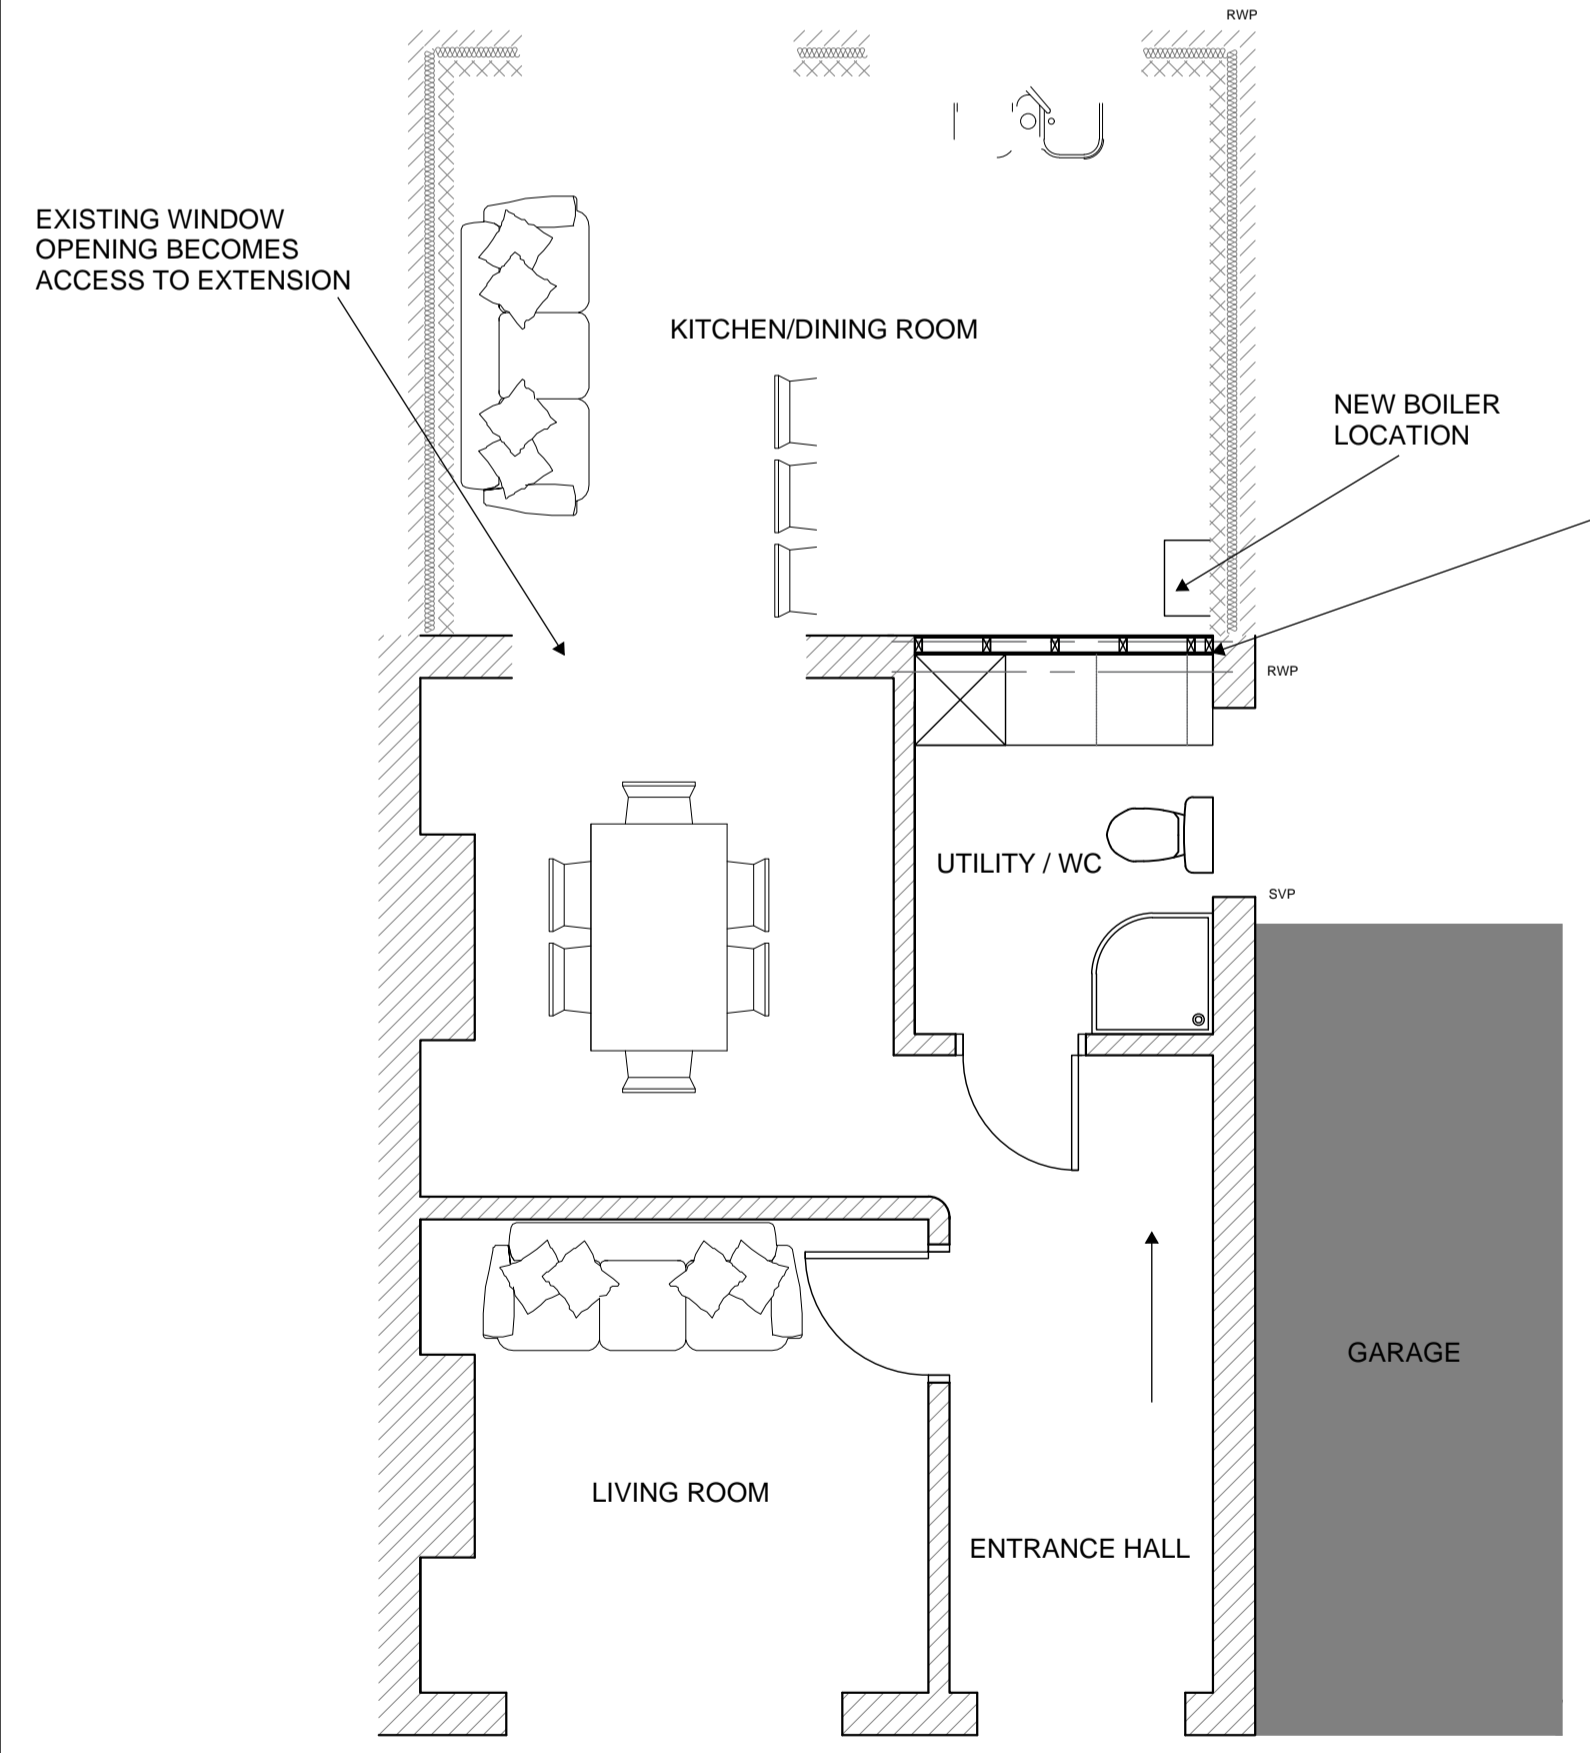 RWP
EXISTING WINDOW
OPENING BECOMES
ACCESS TO EXTENSION
KITCHEN/DINING ROOM
NEW BOILER
LOCATION
RWP
UTILITY / WC
SVP
GARAGE
LIVING ROOM
ENTRANCE HALL